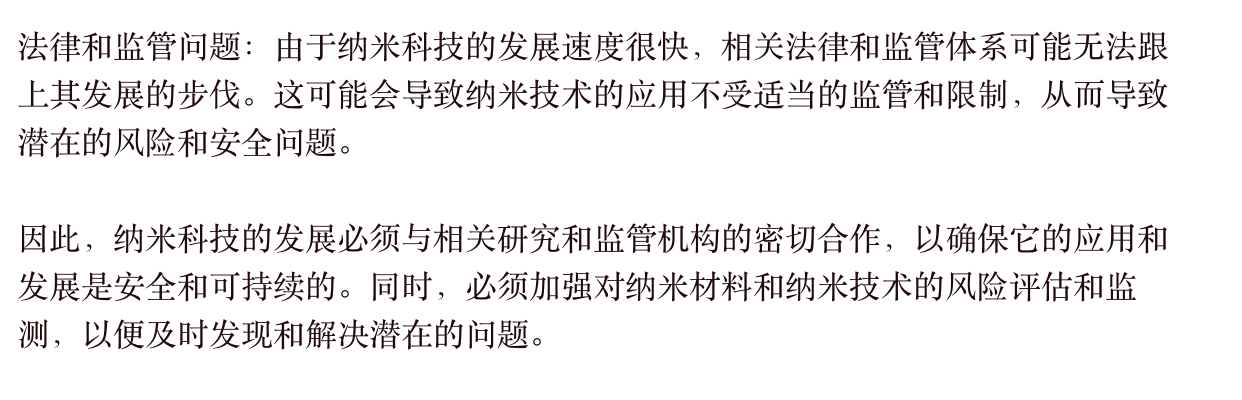 法律和监管问题：由于纳米科技的发展速度很快，相关法律和监管体系可能无法跟
上其发展的步伐。这可能会导致纳米技术的应用不受适当的监管和限制，从而导致
潜在的风险和安全问题。
因此，纳米科技的发展必须与相关研究和监管机构的密切合作，以确保它的应用和
发展是安全和可持续的。同时，必须加强对纳米材料和纳米技术的风险评估和监
测，以便及时发现和解决潜在的问题。